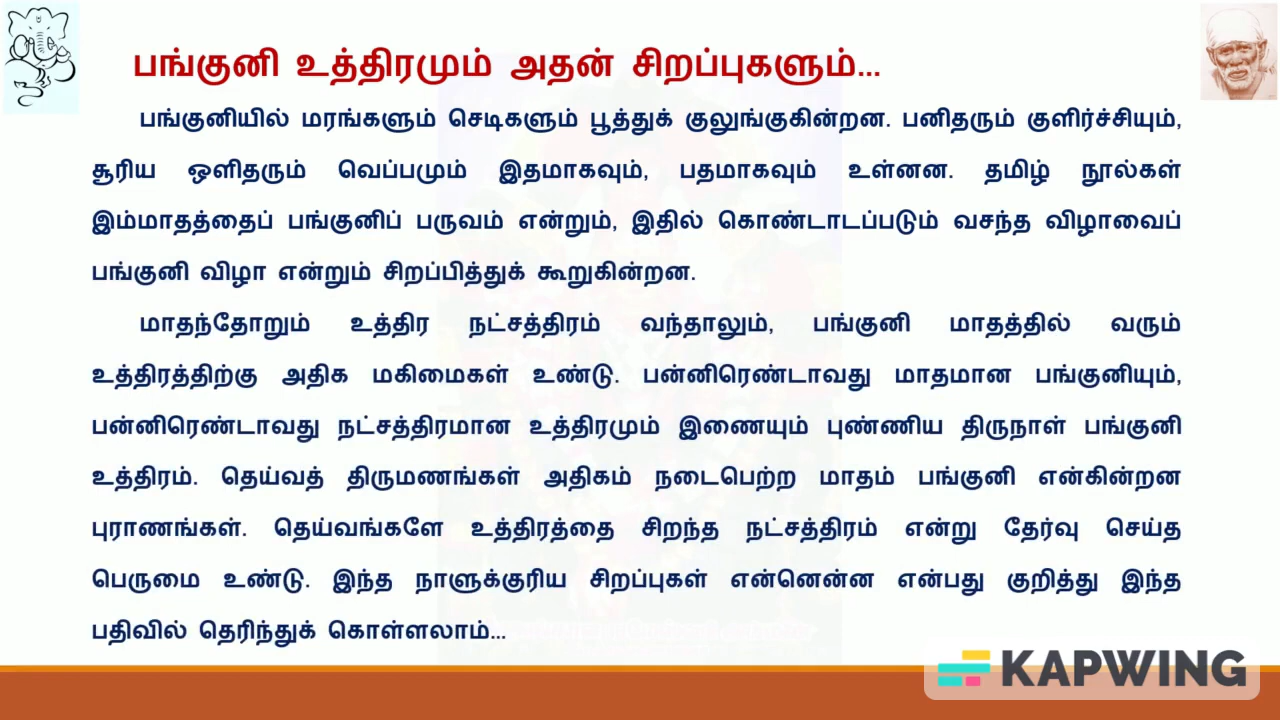 பங்குனி உத்திரமும் அதன் சிறப்புகளும்...
பங்குனியில் மரங்களும் செடிகளும் பூத்துக் குலுங்குகின்றன. பனிதரும் குளிர்ச்சியும்,
சூரிய ஒளிதரும் வெப்பமும் இதமாகவும், பதமாகவும் உள்ளன. தமிழ் நூல்கள்
இம்மாதத்தைப் பங்குனிப் பருவம் என்றும், இதில் கொண்டாடப்படும் வசந்த விழாவைப்
பங்குனி விழா என்றும் சிறப்பித்துக் கூறுகின்றன.
மாதந்தோறும் உத்திர நட்சத்திரம் வந்தாலும், பங்குனி மாதத்தில் வரும்
உத்திரத்திற்கு அதிக மகிமைகள் உண்டு. பன்னிரெண்டாவது மாதமான பங்குனியும்,
பன்னிரெண்டாவது நட்சத்திரமான உத்திரமும் இணையும் புண்ணிய திருநாள் பங்குனி
உத்திரம். தெய்வத் திருமணங்கள் அதிகம் நடைபெற்ற மாதம் பங்குனி என்கின்றன
புராணங்கள். தெய்வங்களே உத்திரத்தை சிறந்த நட்சத்திரம் என்று தேர்வு செய்த
பெருமை உண்டு. இந்த நாளுக்குரிய சிறப்புகள் என்னென்ன என்பது குறித்து இந்த
பதிவில் தெரிந்துக் கொள்ளலாம்...
KAPWING